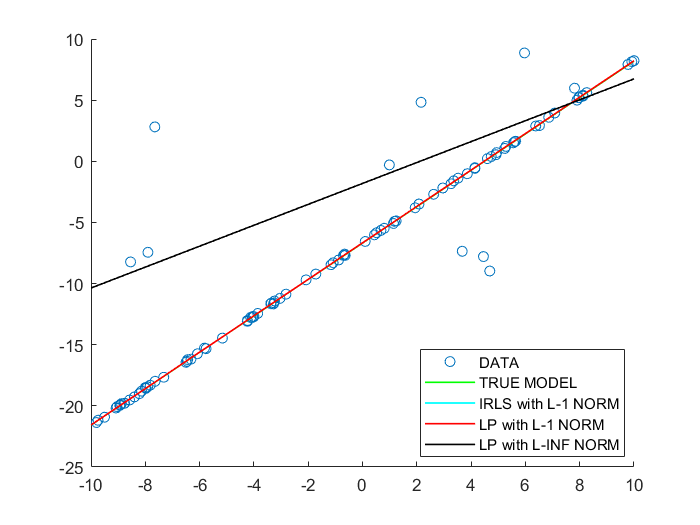 10
5
0
-5
-10
-15
-20
-25
-10 -8 -6 -4 -2 0 2 4 6 8 10
DATA
TRUE MODEL
IRLS with L-1 NORM
LP with L-1 NORM
LP with L-INF NORM